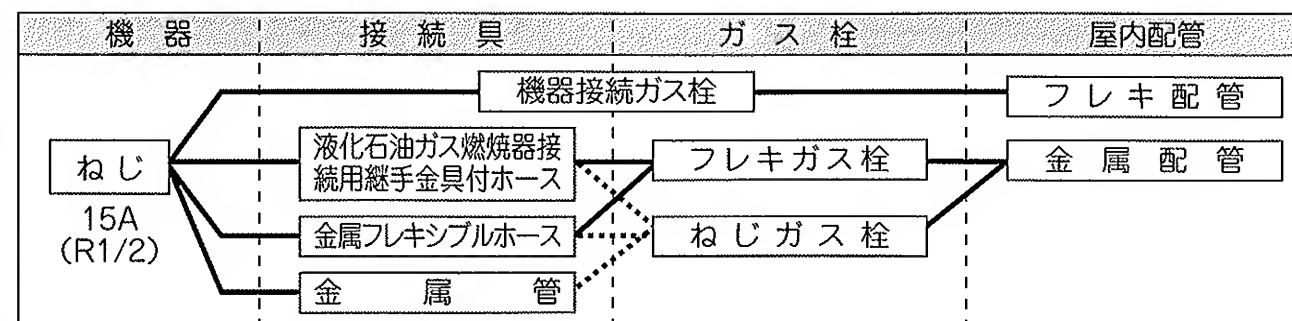 機器 接続具 ガス栓 屋内配管
機器接続ガス栓
フレキ配管
ねじ
15A
(R1/2)
液化石油ガス燃焼器接
続用継手金具付ホース
フレキガス栓
金属配管
金属フレキシブルホース
ねじガス栓
金属管